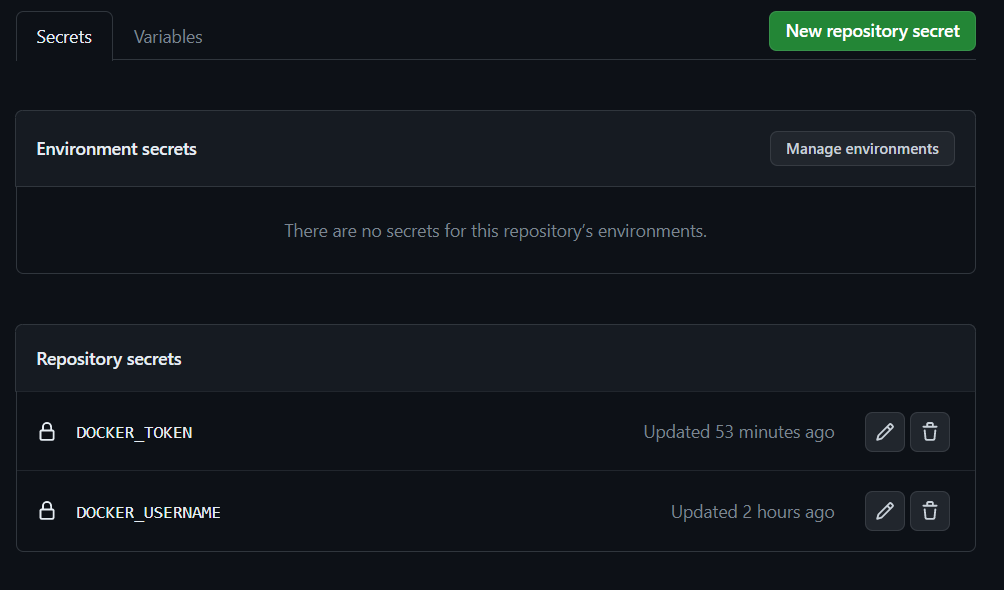 Secrets
Variables
New repository secret
Environment secrets
Manage environments
There are no secrets for this repository’s environments.
Repository secrets
DOCKER_TOKEN
Updated 53 minutes ago
DOCKER_USERNAME
Updated 2 hours ago